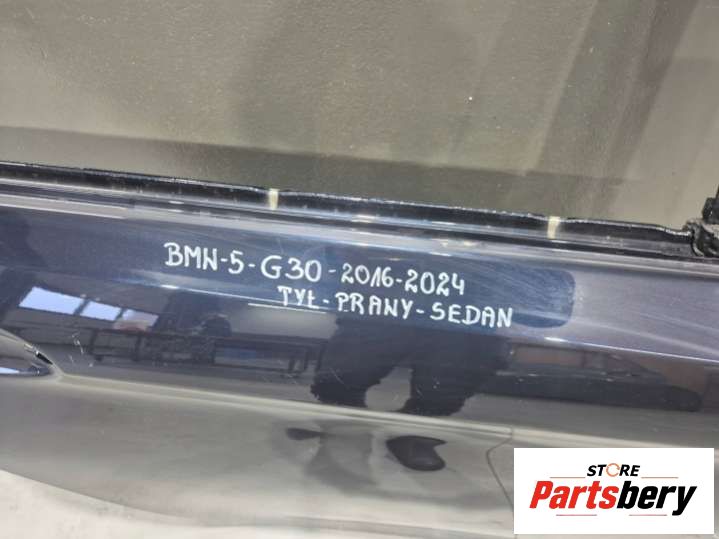 BMW-5-G30-2016-2024
TYŁ-PRAWY-SEDAN
STORE
Partsbery